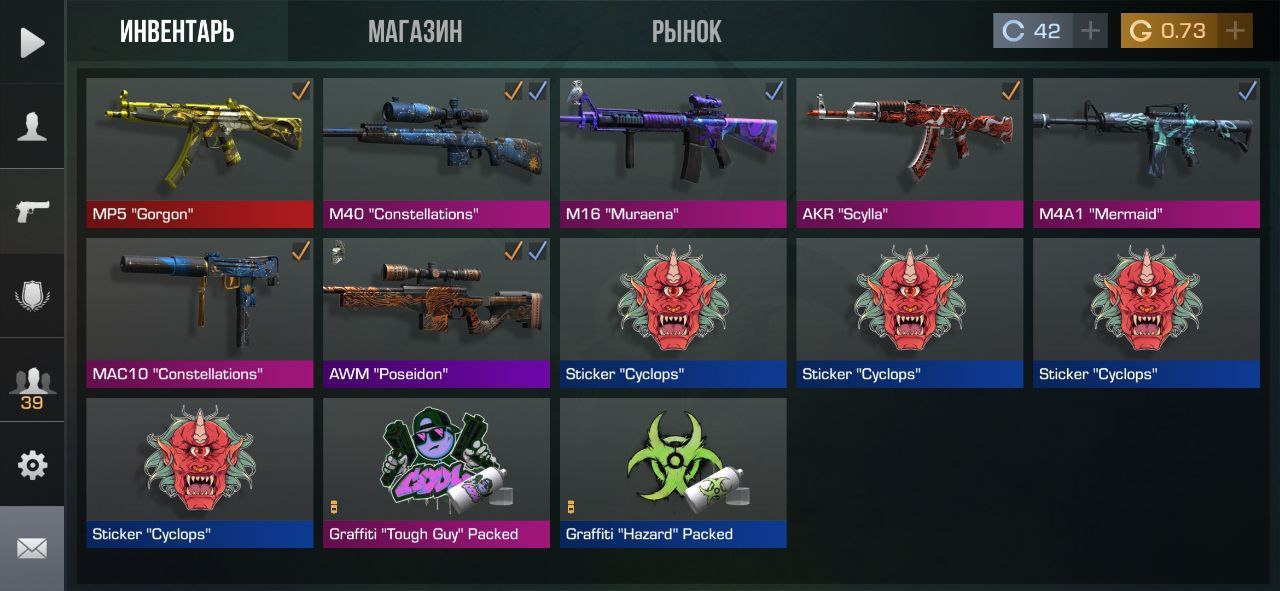 ИНВЕНТАРЬ МАГАЗИН РЫНОК C 42 + G 0.73 +
MP5 "Gorgon" M40 "Constellations" M16 "Muraena" AKR "Scylla" M4A1 "Mermaid"
MAC10 "Constellations" AWM "Poseidon" Sticker "Cyclops" Sticker "Cyclops" Sticker "Cyclops"
39
COOL
Sticker "Cyclops" Graffiti "Tough Guy" Packed Graffiti "Hazard" Packed